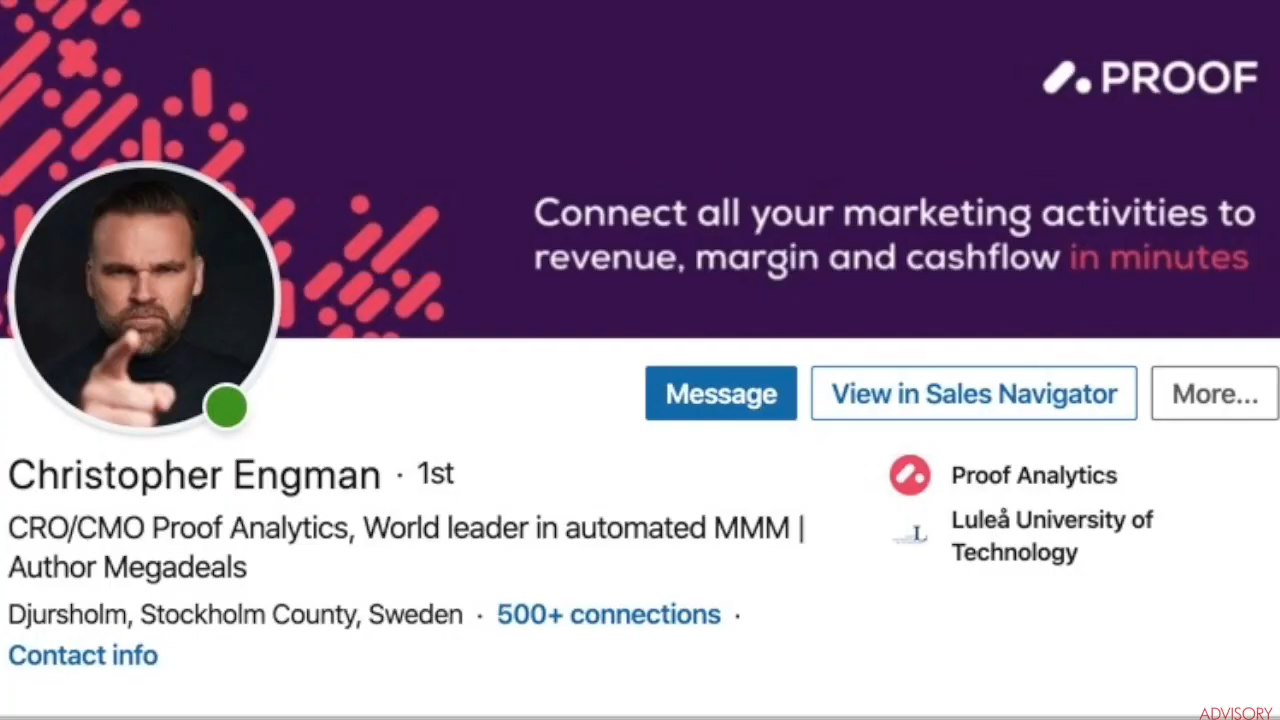 PROOF
Connect all your marketing activities to
revenue, margin and cashflow in minutes
Message
View in Sales Navigator
More...
Christopher Engman · 1st
CRO/CMO Proof Analytics, World leader in automated MMM |
Author Megadeals
Djursholm, Stockholm County, Sweden · 500+ connections ·
Contact info
Proof Analytics
Luleå University of
Technology
ADVISORY